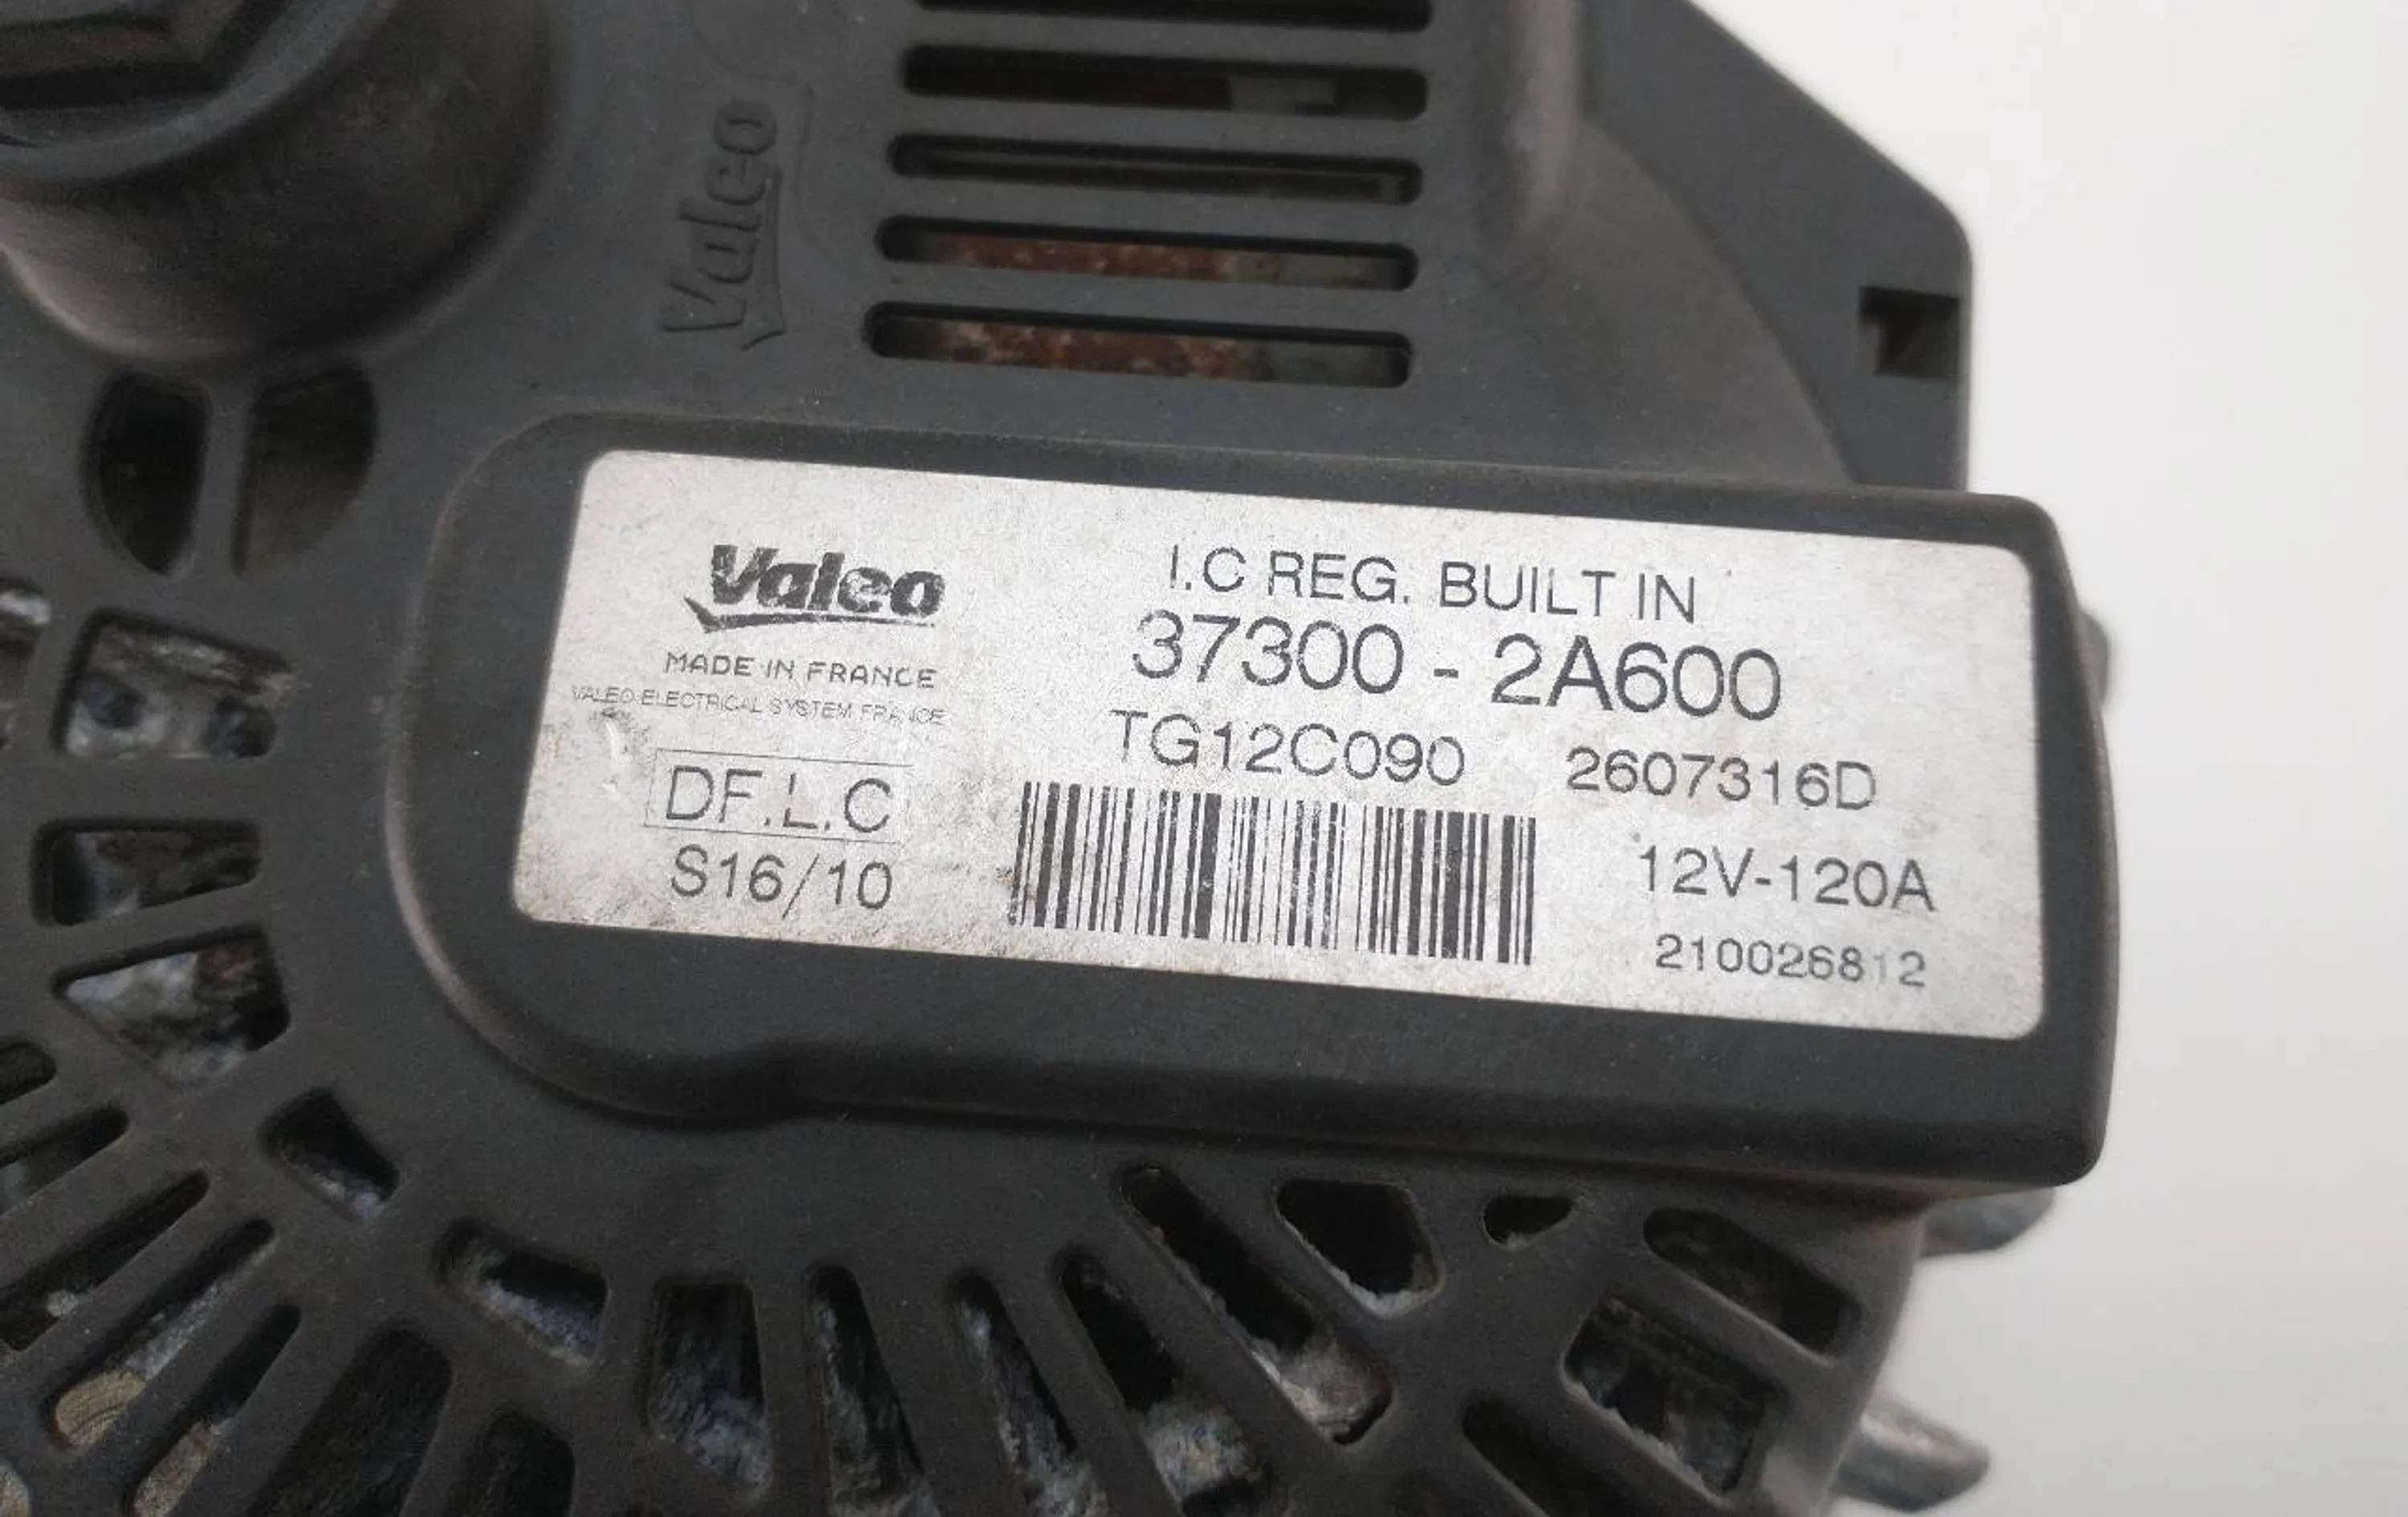 Valeo
Valeo
MADE IN FRANCE
VALEO ELECTRICAL SYSTEM FRANCE
DF.L.C
S16/10
I.C REG. BUILT IN
37300 - 2A600
TG12C090 2607316D
12V-120A
210026812